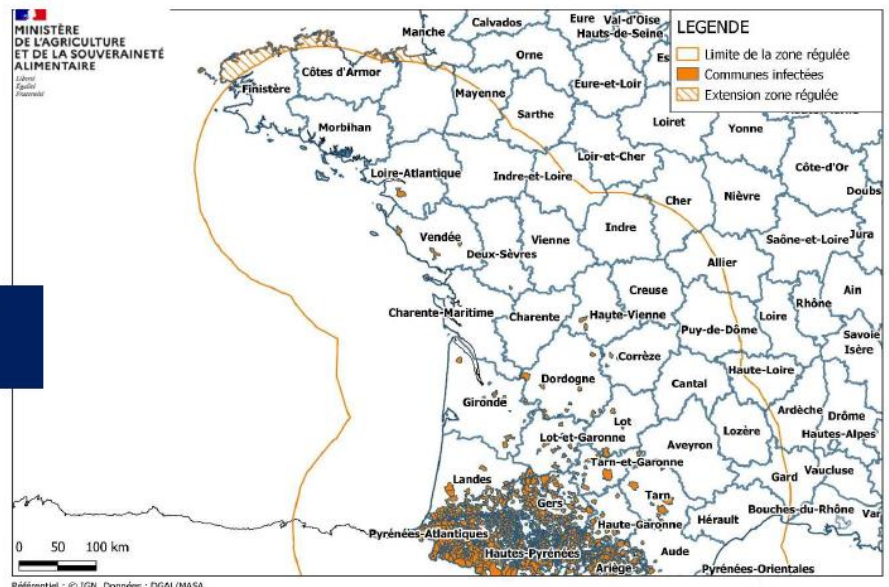 MINISTÈRE
DE L'AGRICULTURE
ET DE LA SOUVERAINETÉ
ALIMENTAIRE
Liberté
Égalité
Fraternité
LEGENDE
Limite de la zone régulée
Communes infectées
Extension zone régulée
Manche
Calvados
Eure
Val-d'Oise
Hauts-de-Seine
Orne
Eure-et-Loir
Finistère
Côtes d'Armor
Mayenne
Sarthe
Loiret
Yonne
Morbihan
Loir-et-Cher
Côte-d'Or
Loire-Atlantique
Indre-et-Loire
Cher
Nièvre
Doubs
Vendée
Deux-Sèvres
Vienne
Indre
Saône-et-Loire
Jura
Allier
Creuse
Ain
Charente-Maritime
Charente
Haute-Vienne
Puy-de-Dôme
Loire
Rhône
Savoie
Isère
Corrèze
Haute-Loire
Dordogne
Cantal
Gironde
Ardèche
Drôme
Hautes-Alpes
Lot
Lot-et-Garonne
Aveyron
Lozère
Tarn-et-Garonne
Landes
Gard
Vaucluse
Gers
Tarn
Bouches-du-Rhône
Var
Haute-Garonne
Hérault
Pyrénées-Atlantiques
Hautes-Pyrénées
Ariège
Aude
Pyrénées-Orientales
0 50 100 km
Référentiel : © IGN Données : DGAL/MASA